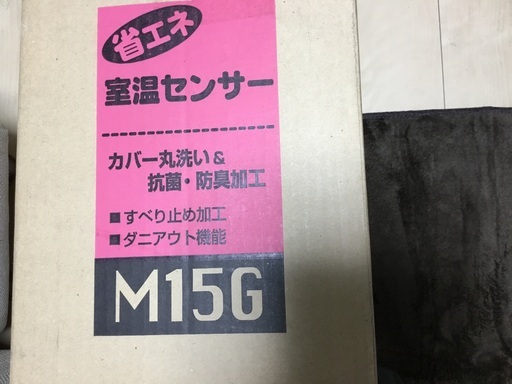 省エネ
室温センサー
カバー丸洗い&
抗菌・防臭加工
■すべり止め加工
■ダニアウト機能
M15G